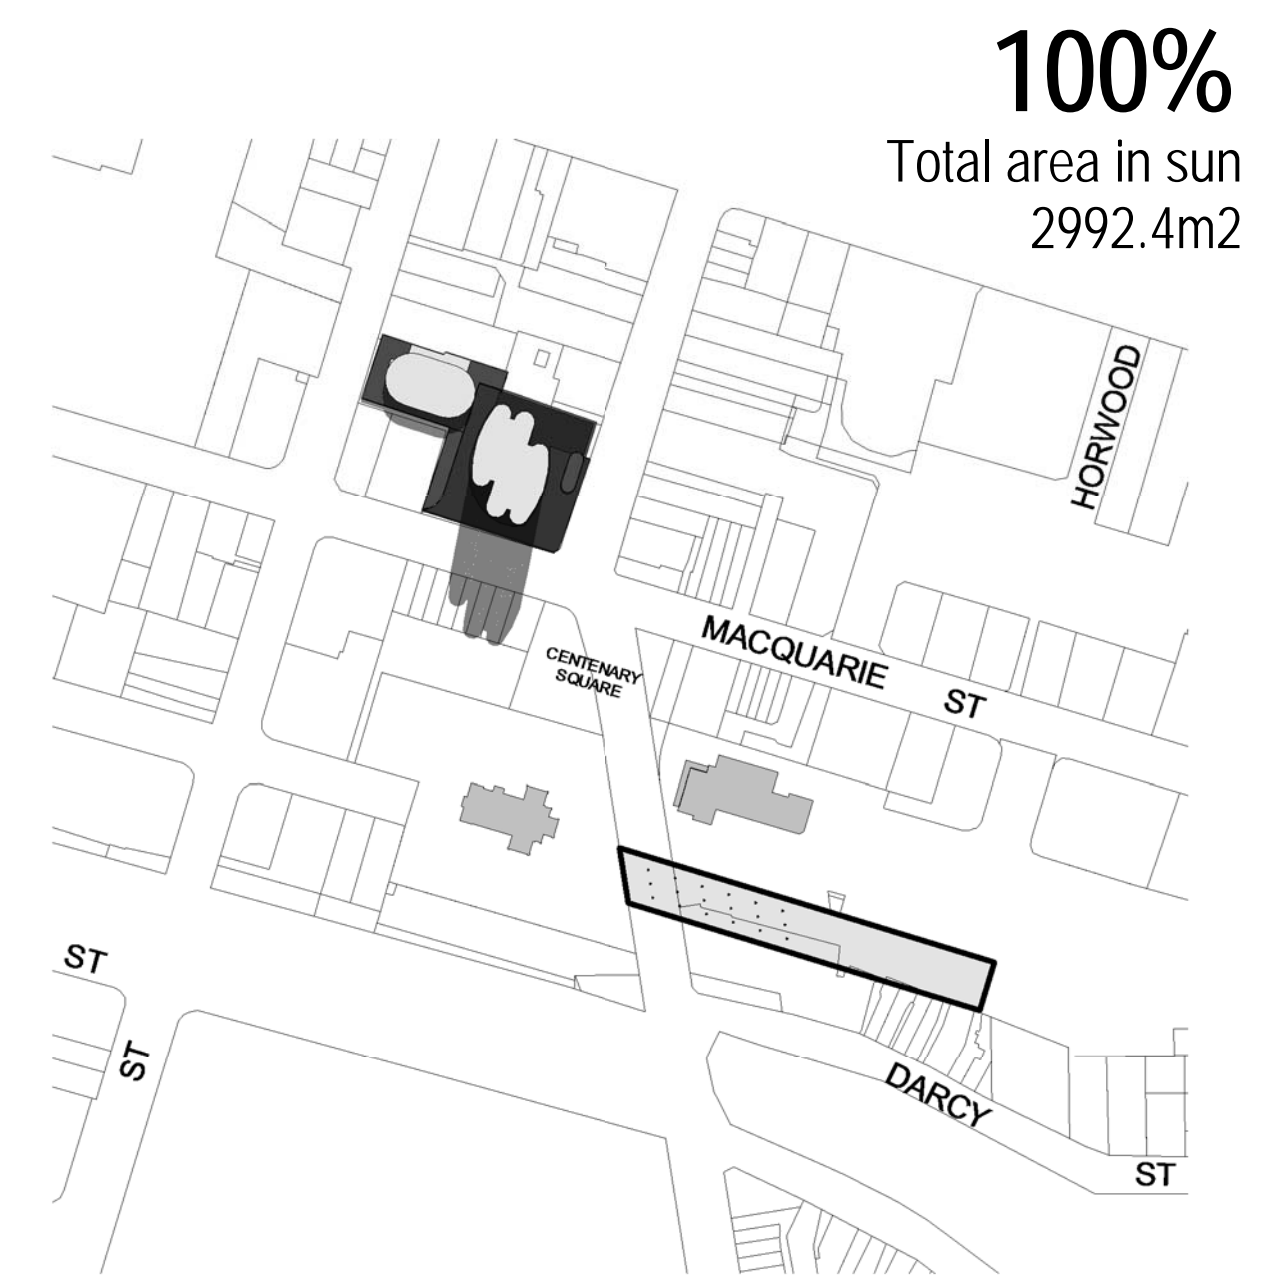 100%
Total area in sun
2992.4m2
HORWOOD
MACQUARIE ST
CENTENARY
SQUARE
ST
ST
DARCY
ST